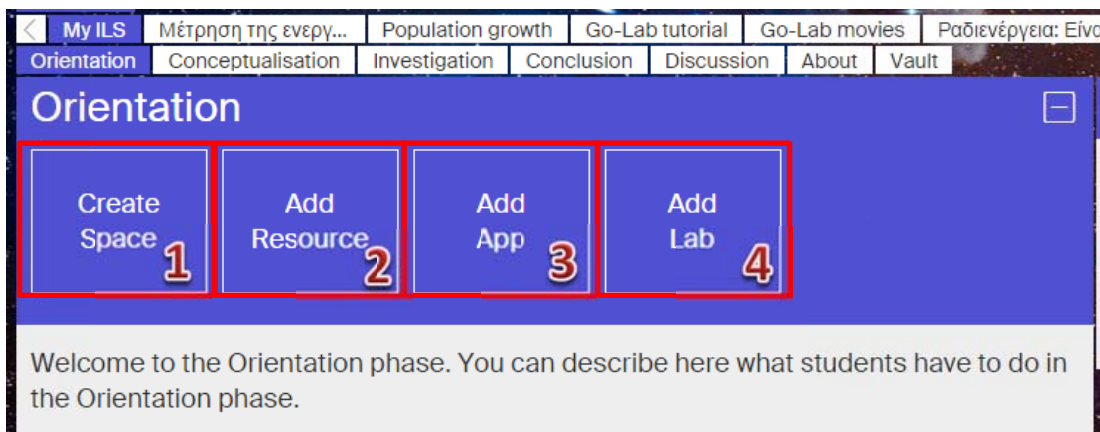 My ILS Μέτρηση της ενεργ... Population growth Go-Lab tutorial Go-Lab movies Ραδιενέργεια: Είνα
Orientation Conceptualisation Investigation Conclusion Discussion About Vault
Orientation
Create Add Add Add
Space Resource App Lab
1 2 3 4
Welcome to the Orientation phase. You can describe here what students have to do in
the Orientation phase.